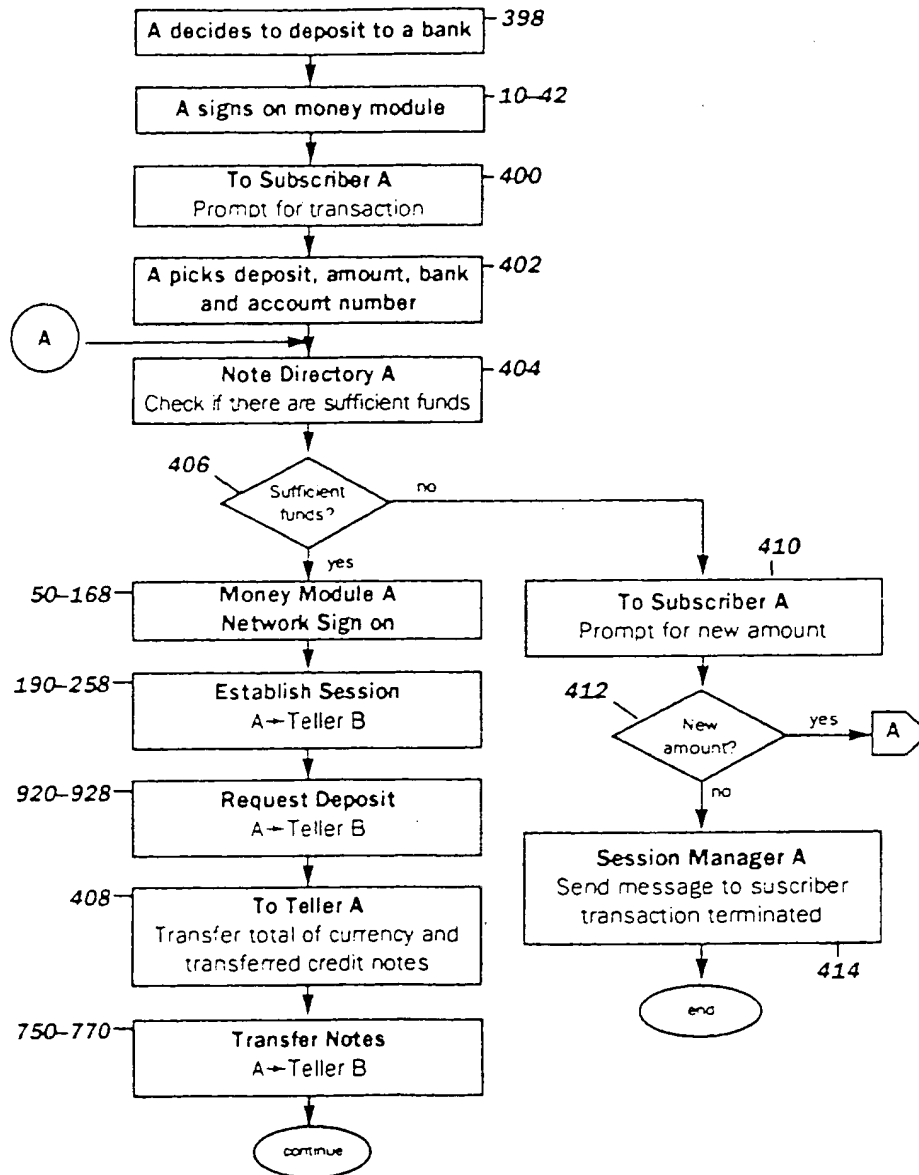 A decides to deposit to a bank
398
A signs on money module
10-42
To Subscriber A
Prompt for transaction
400
A picks deposit, amount, bank
and account number
402
A
Note Directory A
Check if there are sufficient funds
404
406
Sufficient
funds?
no
yes
50-168
Money Module A
Network Sign on
190-258
Establish Session
A→Teller B
920-928
Request Deposit
A→Teller B
408
To Teller A
Transfer total of currency and
transferred credit notes
750-770
Transfer Notes
A→Teller B
continue
410
To Subscriber A
Prompt for new amount
412
New
amount?
yes
A
no
Session Manager A
Send message to suscriber
transaction terminated
414
end